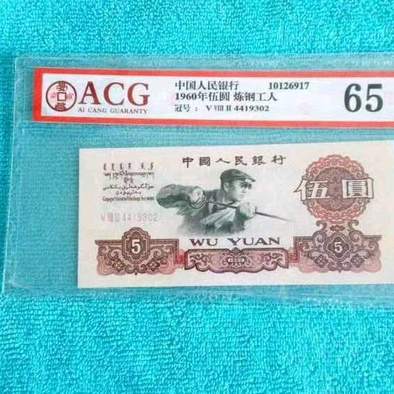 ACG
AI CANG GUARANTY
中国人民银行 10126917
1960年伍圆 炼钢工人
冠号： V VIII II 4419302
65
中國人民銀行
V VIII II 4419302
伍圓
5 WU YUAN 5